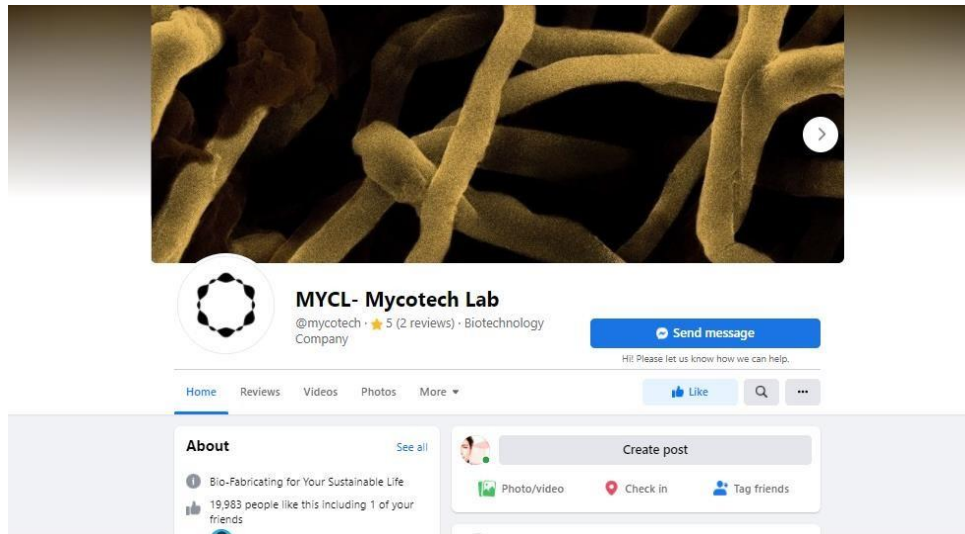 MYCL- Mycotech Lab
@mycotech · ⭐ 5 (2 reviews) · Biotechnology
Company
Send message
Hi! Please let us know how we can help.
Home Reviews Videos Photos More
Like
About
See all
Bio-Fabricating for Your Sustainable Life
19,983 people like this including 1 of your
friends
Create post
Photo/video Check in Tag friends